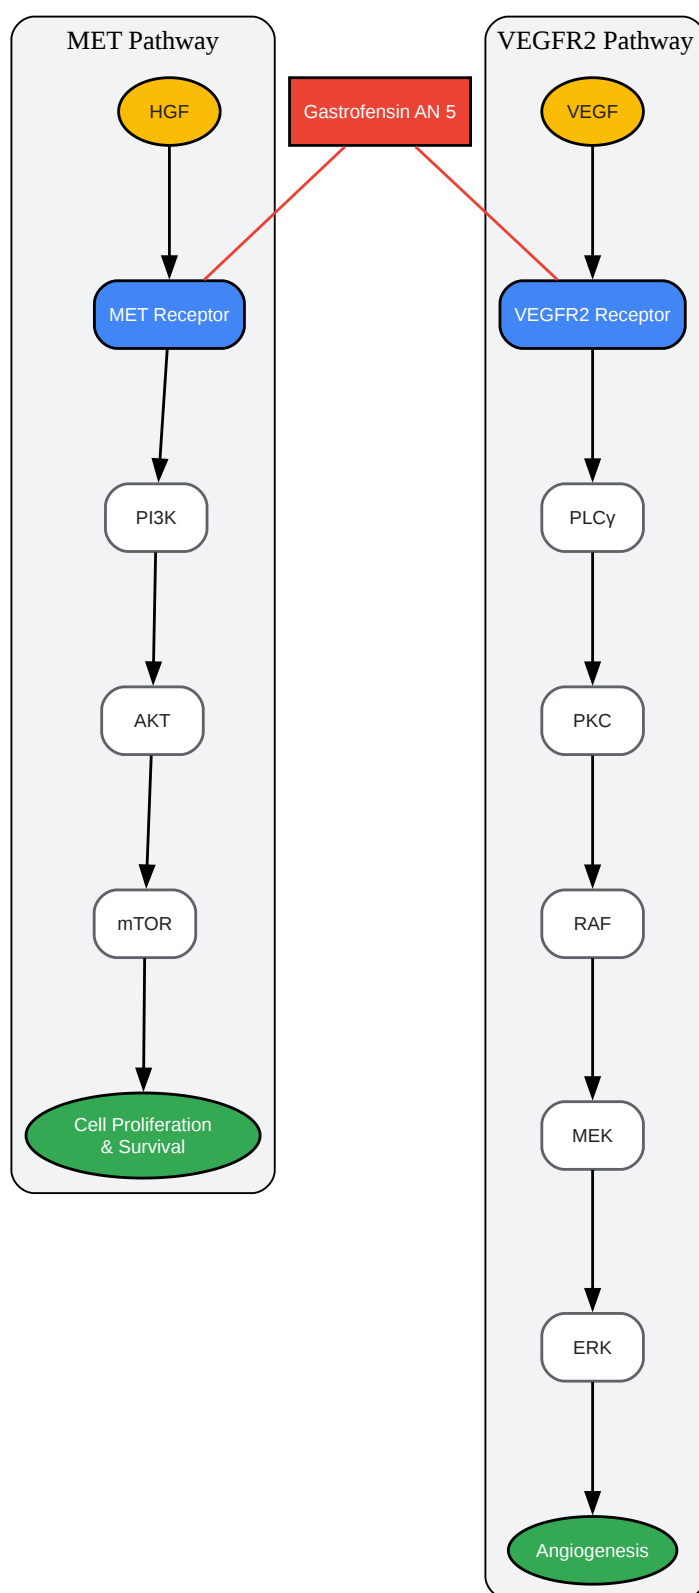 MET Pathway
HGF
MET Receptor
PI3K
AKT
mTOR
Cell Proliferation
& Survival
Gastrofensin AN 5
VEGFR2 Pathway
VEGF
VEGFR2 Receptor
PLCγ
PKC
RAF
MEK
ERK
Angiogenesis